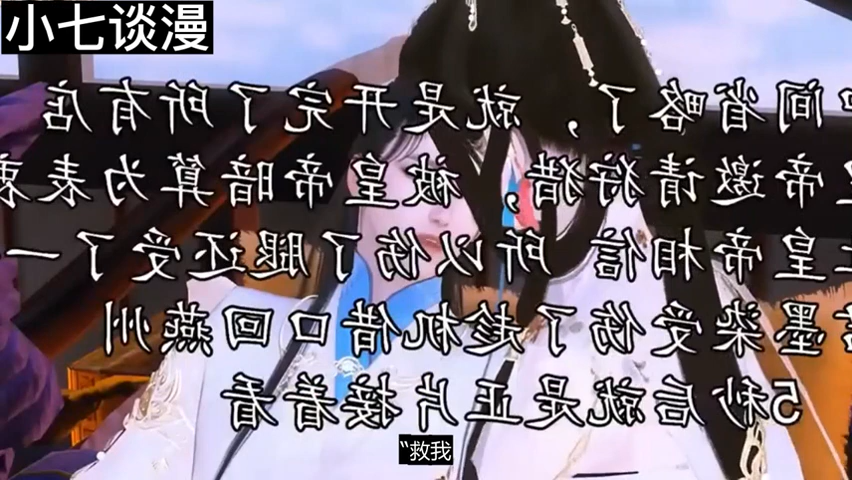 小七谈漫
间省略了，就是开完了所有店
帝邀请狩猎，被皇帝暗算为表衷
皇帝相信 所以伤了腿还受了一
墨染受伤了趁机借口回燕州
5秒后就是正片接着看
“救我